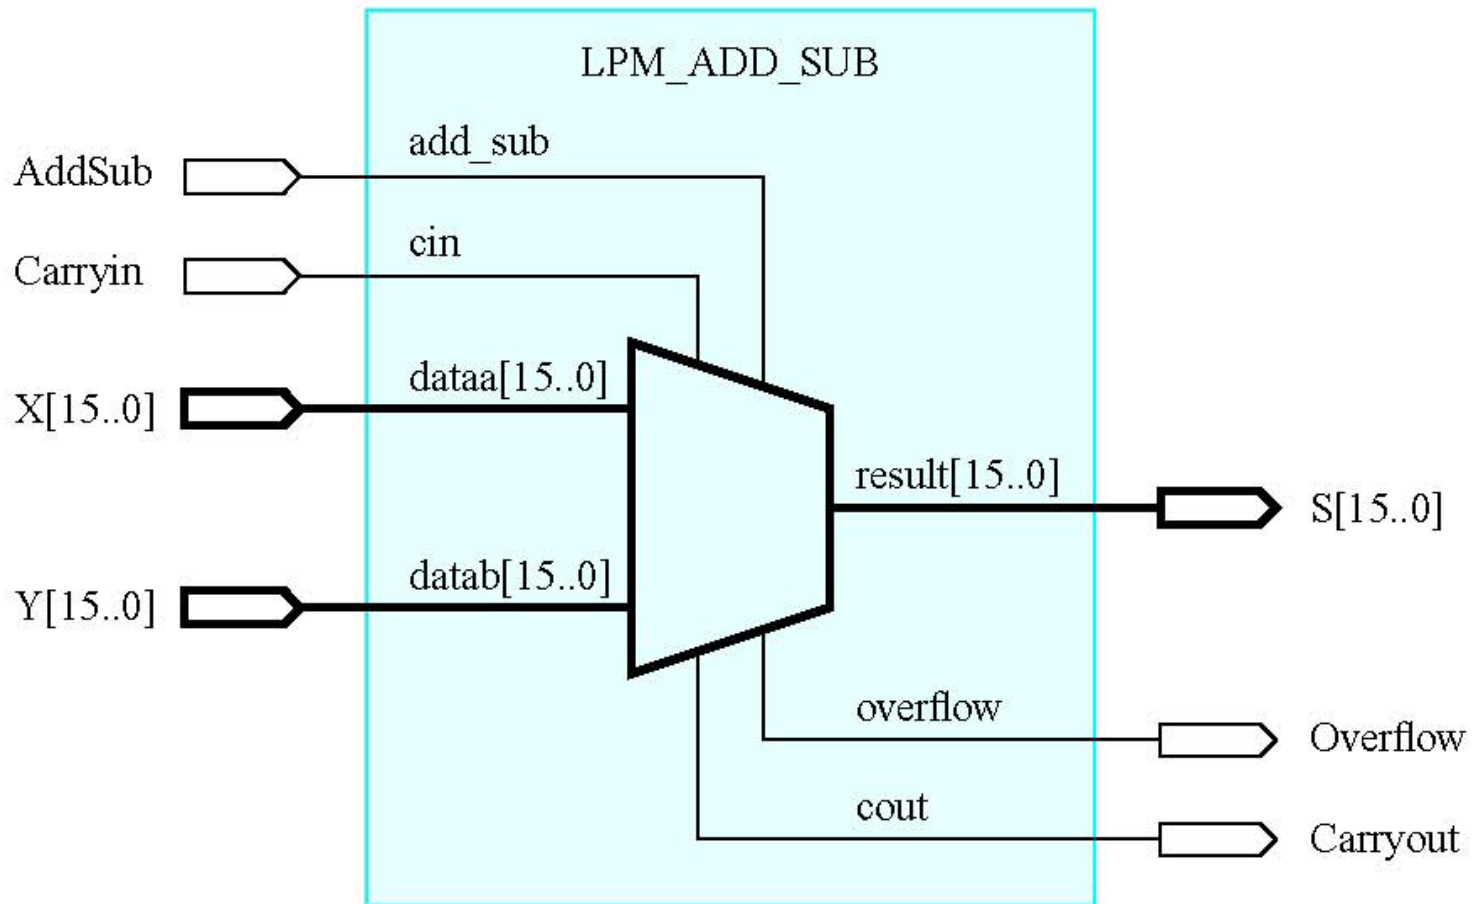 LPM_ADD_SUB
add_sub
AddSub
cin
Carryin
dataa[15..0]
X[15..0]
result[15..0]
S[15..0]
datab[15..0]
Y[15..0]
overflow
Overflow
cout
Carryout